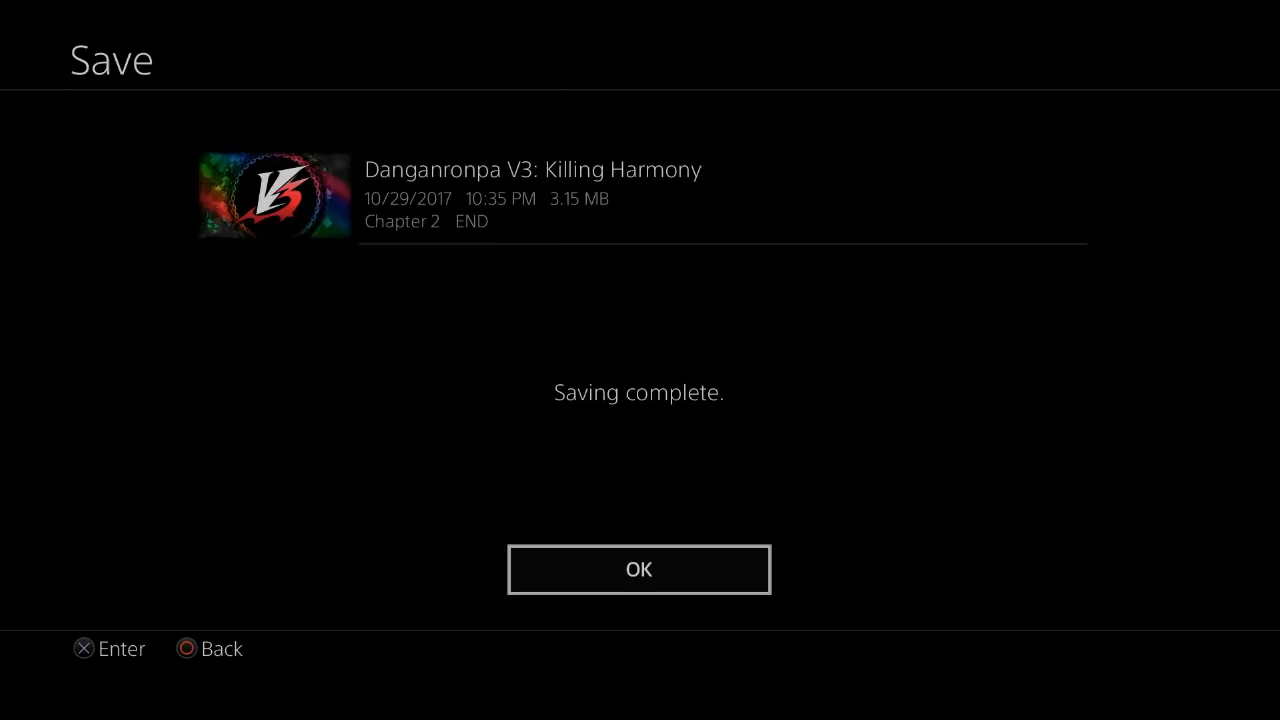 Save
V3
Danganronpa V3: Killing Harmony
10/29/2017 10:35 PM 3.15 MB
Chapter 2 END
Saving complete.
OK
Enter Back